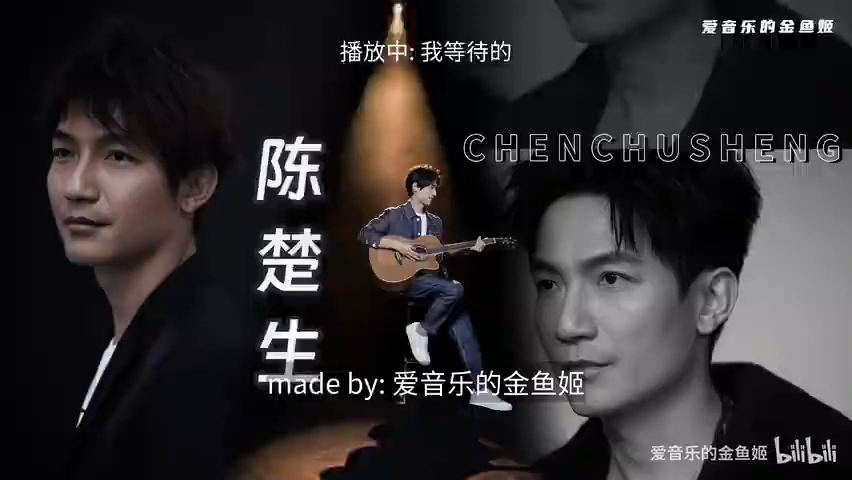 爱音乐的金鱼姬
播放中: 我等待的
CHENCHUSHENG
陈楚生
made by: 爱音乐的金鱼姬
爱音乐的金鱼姬 bilibili